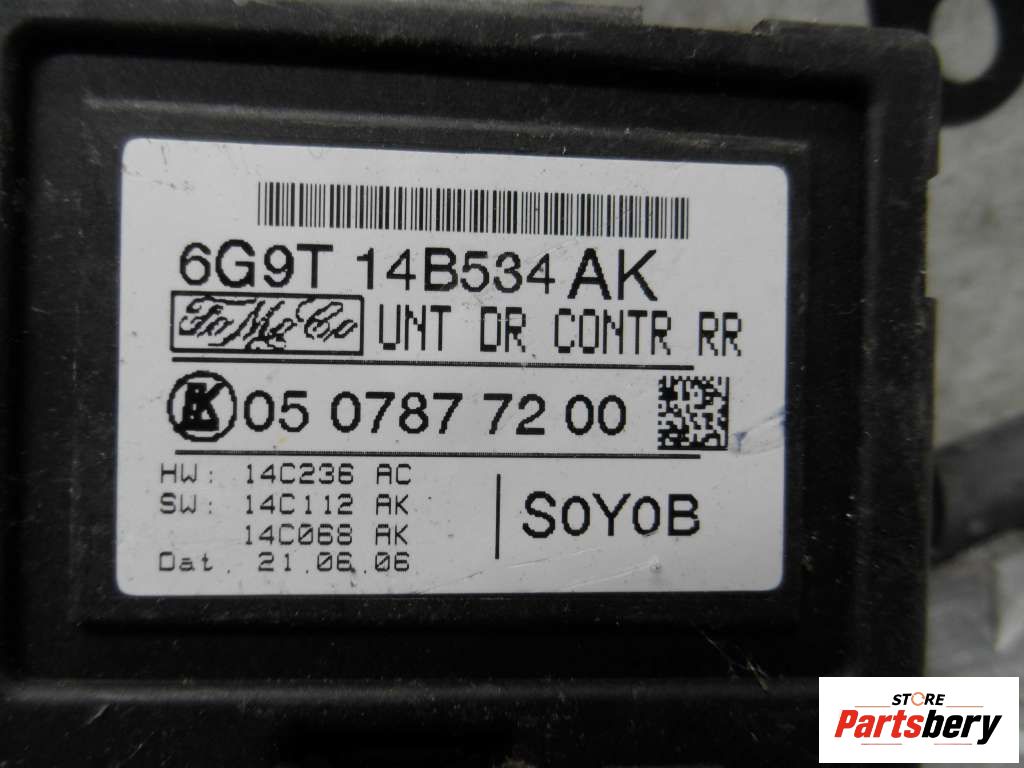 6G9T 14B534 AK
FoMoCo UNT DR CONTR RR
05 0787 72 00
HW: 14C236 AC
SW: 14C112 AK
14C068 AK
Dat. 21.06.06
S0Y0B
STORE
Partsbery